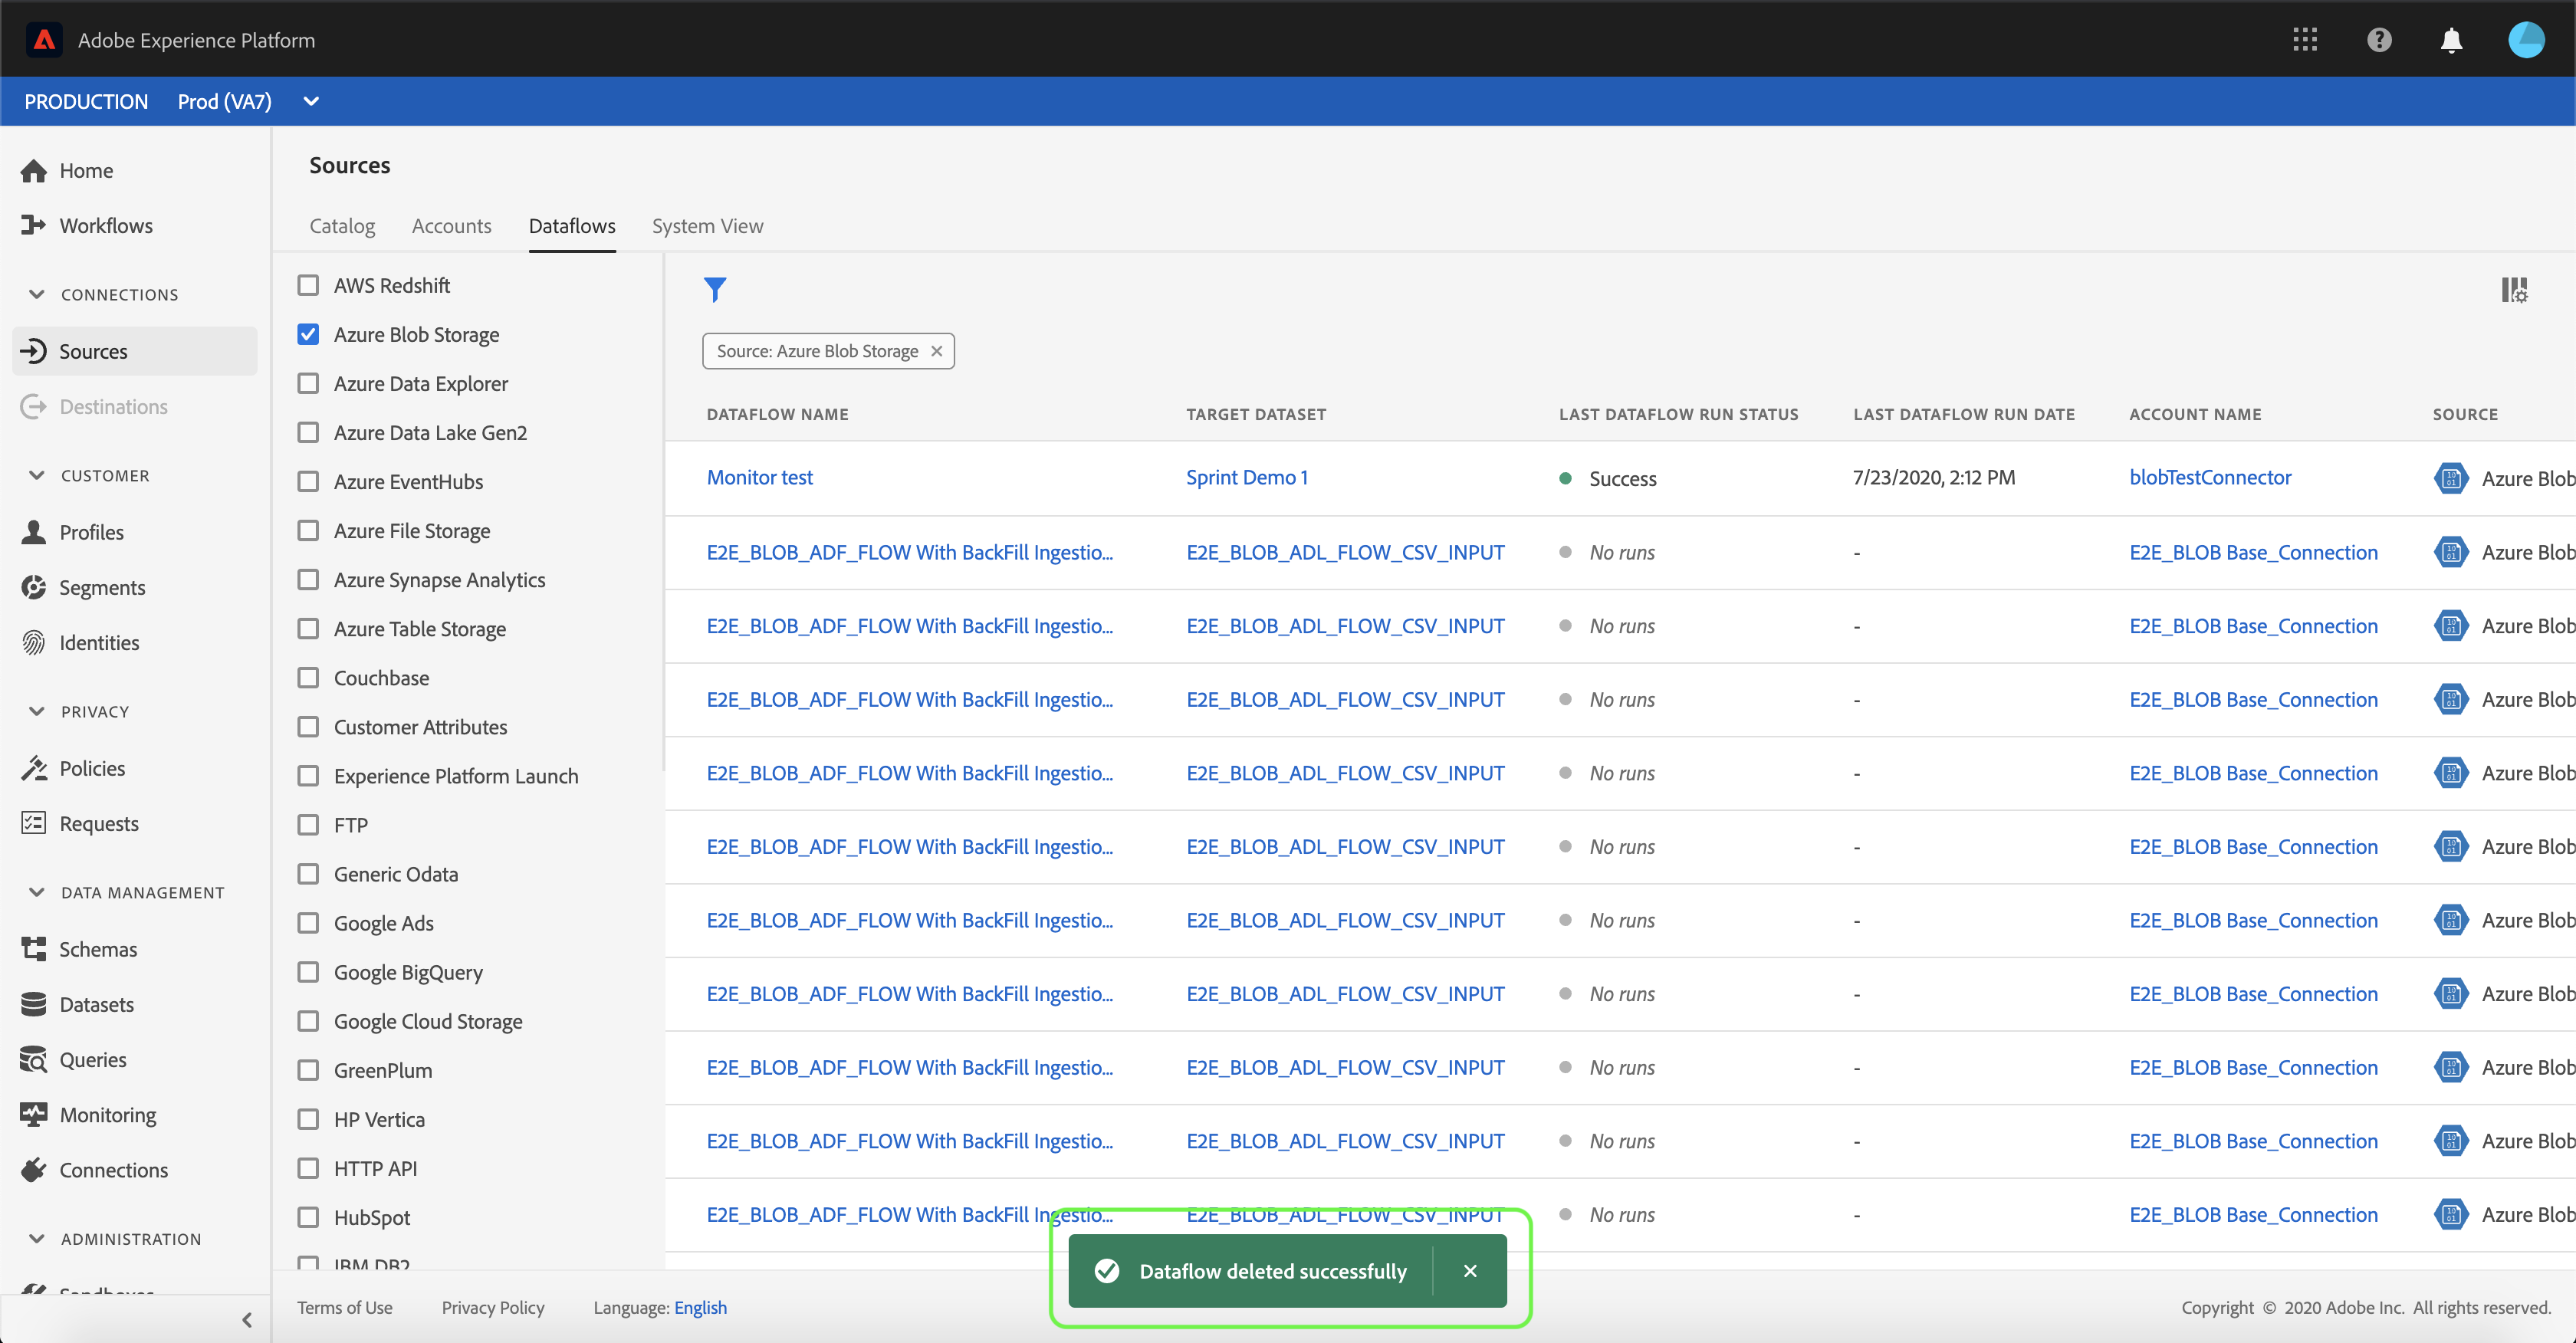 Adobe Experience Platform
PRODUCTION Prod (VA7)
Home
Workflows
CONNECTIONS
Sources
Destinations
CUSTOMER
Profiles
Segments
Identities
PRIVACY
Policies
Requests
DATA MANAGEMENT
Schemas
Datasets
Queries
Monitoring
Connections
ADMINISTRATION
Sandboxes
Sources
Catalog Accounts Dataflows System View
AWS Redshift
Azure Blob Storage
Azure Data Explorer
Azure Data Lake Gen2
Azure EventHubs
Azure File Storage
Azure Synapse Analytics
Azure Table Storage
Couchbase
Customer Attributes
Experience Platform Launch
FTP
Generic Odata
Google Ads
Google BigQuery
Google Cloud Storage
GreenPlum
HP Vertica
HTTP API
HubSpot
IBM DB2
Source: Azure Blob Storage
DATAFLOW NAME TARGET DATASET LAST DATAFLOW RUN STATUS LAST DATAFLOW RUN DATE ACCOUNT NAME SOURCE
Monitor test Sprint Demo 1 Success 7/23/2020, 2:12 PM blobTestConnector Azure Blob
E2E_BLOB_ADF_FLOW With BackFill Ingestio... E2E_BLOB_ADL_FLOW_CSV_INPUT No runs - E2E_BLOB Base_Connection Azure Blob
E2E_BLOB_ADF_FLOW With BackFill Ingestio... E2E_BLOB_ADL_FLOW_CSV_INPUT No runs - E2E_BLOB Base_Connection Azure Blob
E2E_BLOB_ADF_FLOW With BackFill Ingestio... E2E_BLOB_ADL_FLOW_CSV_INPUT No runs - E2E_BLOB Base_Connection Azure Blob
E2E_BLOB_ADF_FLOW With BackFill Ingestio... E2E_BLOB_ADL_FLOW_CSV_INPUT No runs - E2E_BLOB Base_Connection Azure Blob
E2E_BLOB_ADF_FLOW With BackFill Ingestio... E2E_BLOB_ADL_FLOW_CSV_INPUT No runs - E2E_BLOB Base_Connection Azure Blob
E2E_BLOB_ADF_FLOW With BackFill Ingestio... E2E_BLOB_ADL_FLOW_CSV_INPUT No runs - E2E_BLOB Base_Connection Azure Blob
E2E_BLOB_ADF_FLOW With BackFill Ingestio... E2E_BLOB_ADL_FLOW_CSV_INPUT No runs - E2E_BLOB Base_Connection Azure Blob
E2E_BLOB_ADF_FLOW With BackFill Ingestio... E2E_BLOB_ADL_FLOW_CSV_INPUT No runs - E2E_BLOB Base_Connection Azure Blob
E2E_BLOB_ADF_FLOW With BackFill Ingestio... E2E_BLOB_ADL_FLOW_CSV_INPUT No runs - E2E_BLOB Base_Connection Azure Blob
E2E_BLOB_ADF_FLOW With BackFill Ingestio... E2E_BLOB_ADL_FLOW_CSV_INPUT No runs - E2E_BLOB Base_Connection Azure Blob
Dataflow deleted successfully
Terms of Use Privacy Policy Language: English Copyright © 2020 Adobe Inc. All rights reserved.